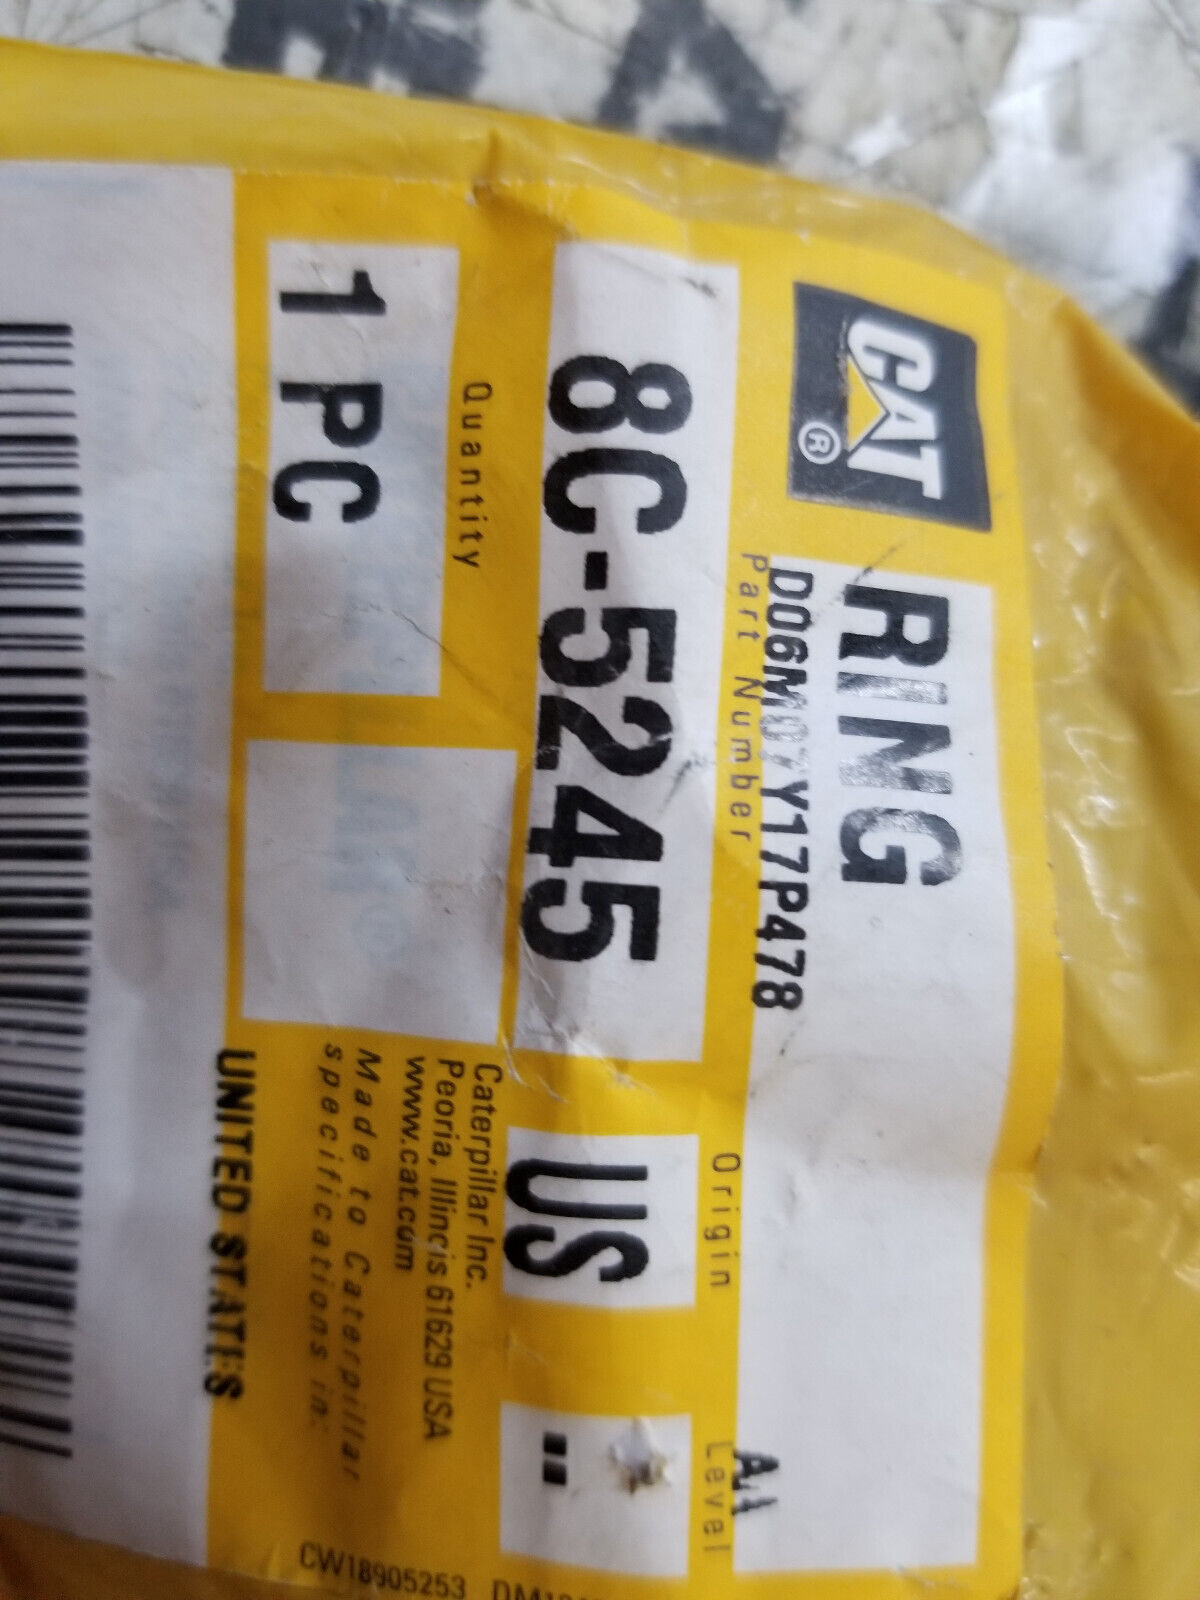 CAT®
RING
Part Number
Origin
Level
8C-5245
US
Quantity
1 PC
Caterpillar Inc.
Peoria, Illinois 61629 USA
www.cat.com
Made to Caterpillar
specifications in:
UNITED STATES
CW18905253